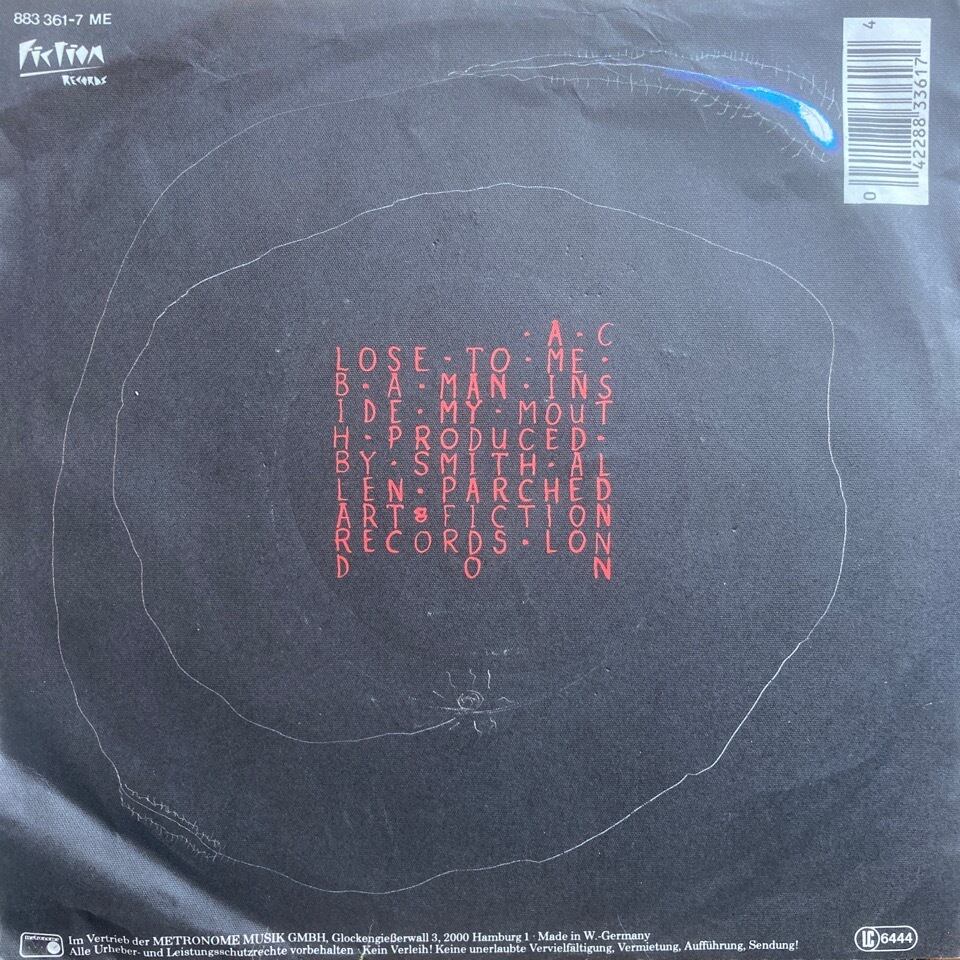 883 361-7 ME
Fiction
RECORDS
4
42288 33617
0
· A · C
LOSE · TO · ME ·
B · A · MAN · INS
IDE · MY · MOUT
H · PRODUCED ·
BY · SMITH · AL
LEN · PARCHED
ART & FICTION
RECORDS · LON
D O N
metronome
Im Vertrieb der METRONOME MUSIK GMBH, Glockengießerwall 3, 2000 Hamburg 1 · Made in W.-Germany
Alle Urheber- und Leistungsschutzrechte vorbehalten · Kein Verleih! Keine unerlaubte Vervielfältigung, Vermietung, Aufführung, Sendung!
LC 6444